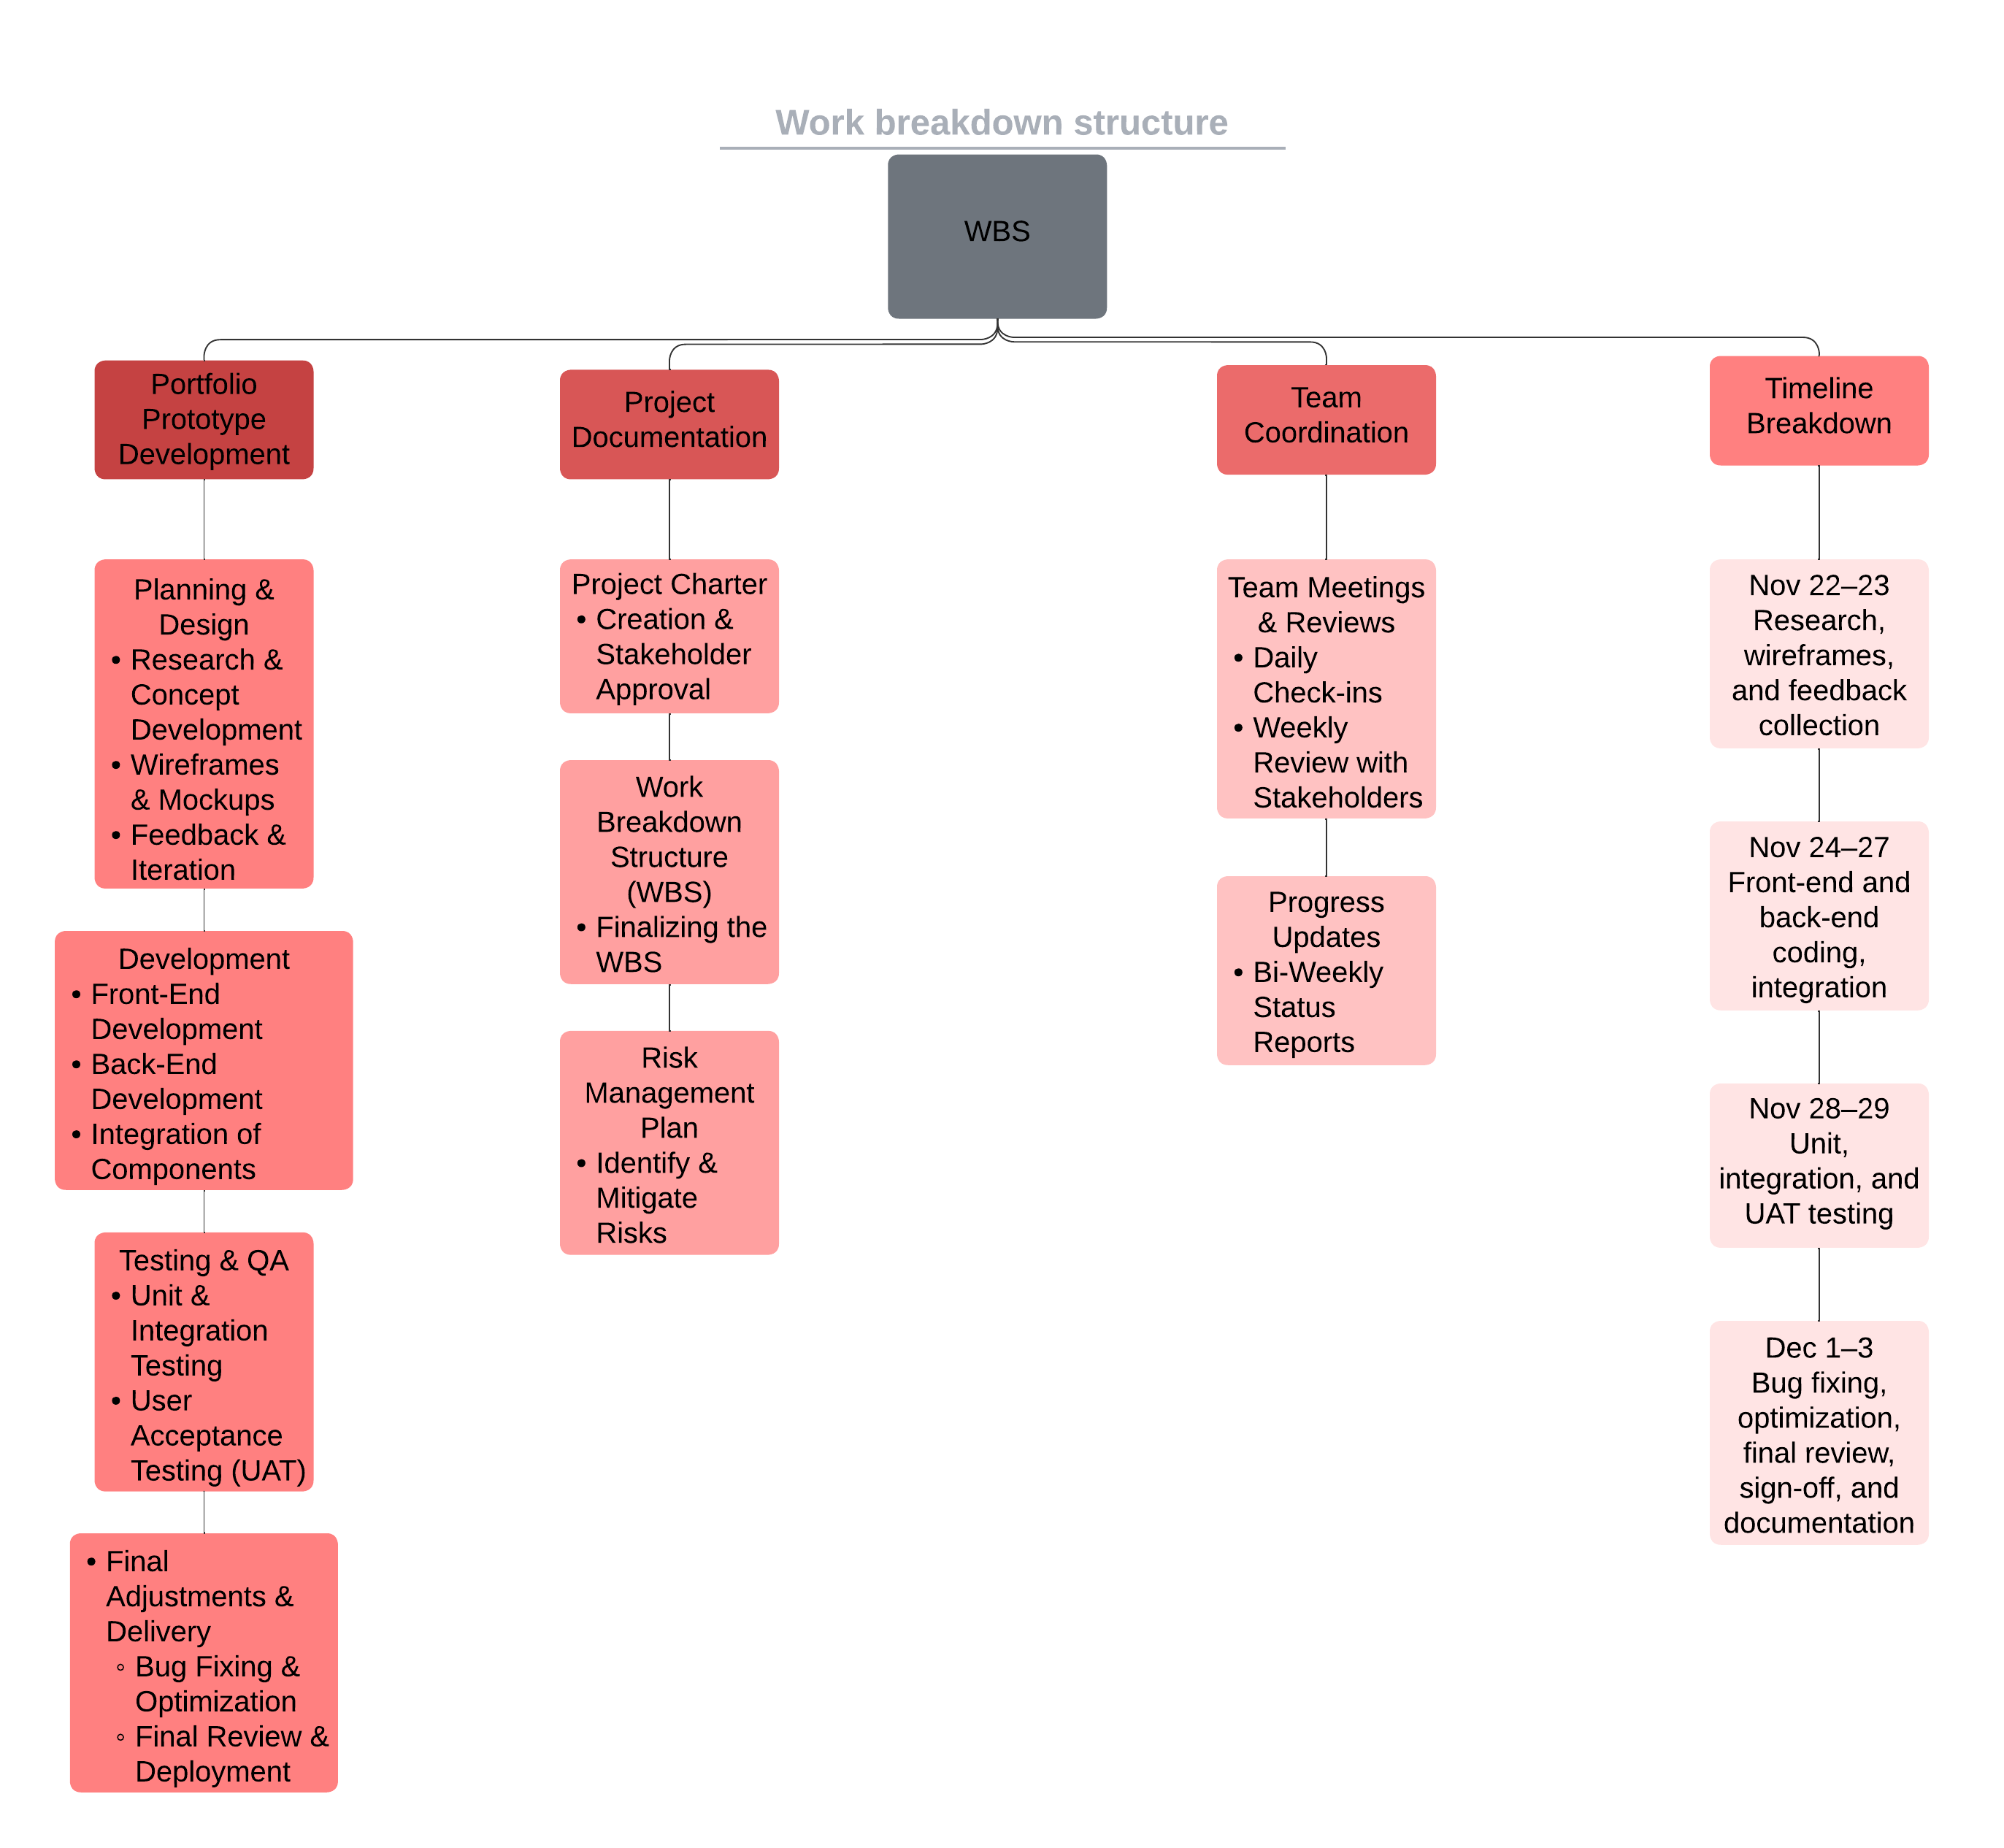 Work breakdown structure
WBS
Portfolio
Prototype
Development
Planning &
Design
• Research &
Concept
Development
• Wireframes
& Mockups
• Feedback &
Iteration
Development
• Front-End
Development
• Back-End
Development
• Integration of
Components
Testing & QA
• Unit &
Integration
Testing
• User
Acceptance
Testing (UAT)
• Final
Adjustments &
Delivery
◦ Bug Fixing &
Optimization
◦ Final Review &
Deployment
Project
Documentation
Project Charter
• Creation &
Stakeholder
Approval
Work
Breakdown
Structure
(WBS)
• Finalizing the
WBS
Risk
Management
Plan
• Identify &
Mitigate
Risks
Team
Coordination
Team Meetings
& Reviews
• Daily
Check-ins
• Weekly
Review with
Stakeholders
Progress
Updates
• Bi-Weekly
Status
Reports
Timeline
Breakdown
Nov 22–23
Research,
wireframes,
and feedback
collection
Nov 24–27
Front-end and
back-end
coding,
integration
Nov 28–29
Unit,
integration, and
UAT testing
Dec 1–3
Bug fixing,
optimization,
final review,
sign-off, and
documentation